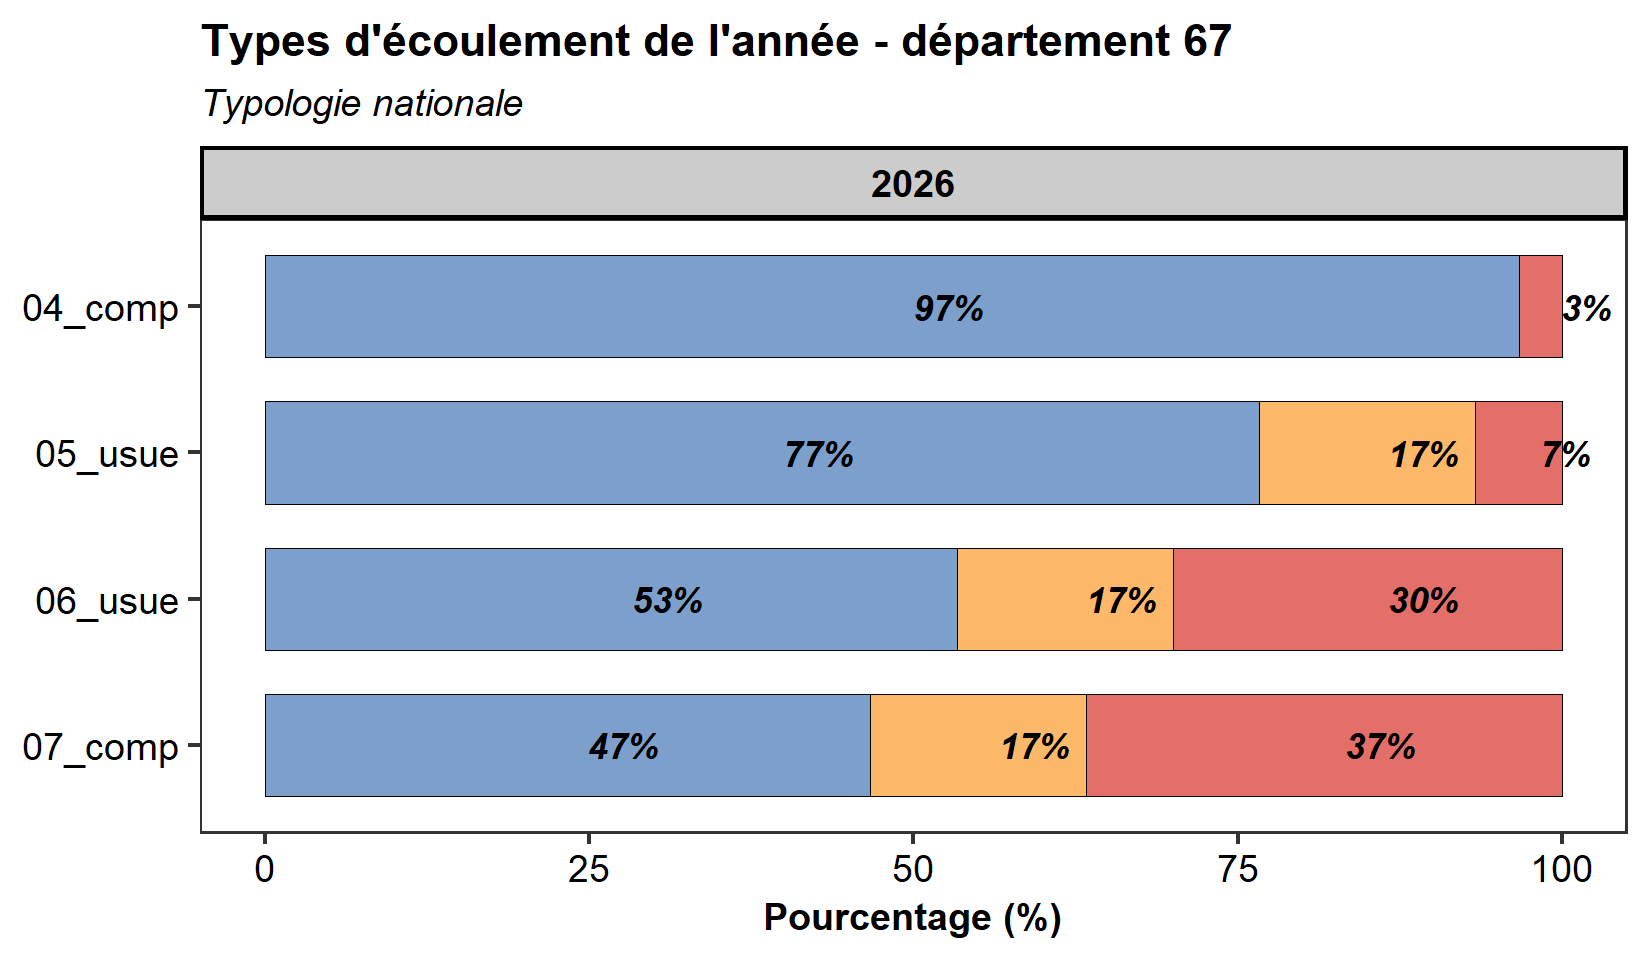 Types d'écoulement de l'année - département 67
Typologie nationale
2026
04_comp 97% 3%
05_usue 77% 17% 7%
06_usue 53% 17% 30%
07_comp 47% 17% 37%
0 25 50 75 100
Pourcentage (%)